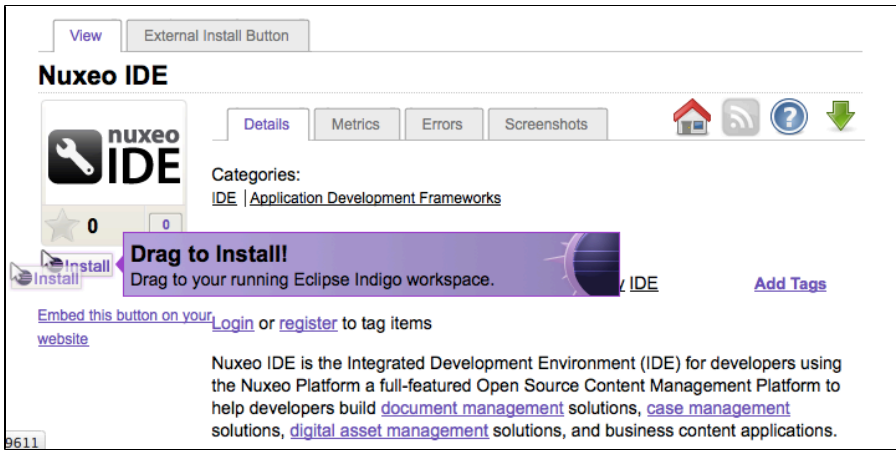 View External Install Button
Nuxeo IDE
nuxeo
IDE
Details Metrics Errors Screenshots
Categories:
IDE | Application Development Frameworks
0 0
Drag to Install!
Drag to your running Eclipse Indigo workspace.
Install
Install
IDE Add Tags
Embed this button on your
website
Login or register to tag items
Nuxeo IDE is the Integrated Development Environment (IDE) for developers using
the Nuxeo Platform a full-featured Open Source Content Management Platform to
help developers build document management solutions, case management
solutions, digital asset management solutions, and business content applications.
9611